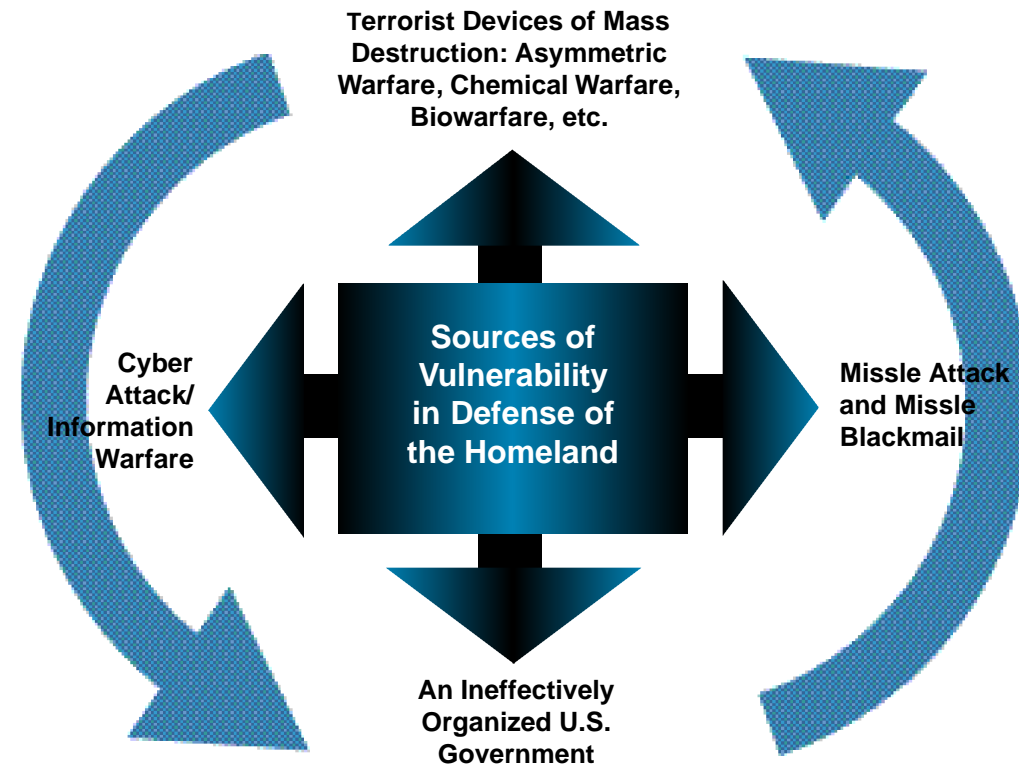 Terrorist Devices of Mass
Destruction: Asymmetric
Warfare, Chemical Warfare,
Biowarfare, etc.
Sources of
Vulnerability
in Defense of
the Homeland
Cyber
Attack/
Information
Warfare
Missle Attack
and Missle
Blackmail
An Ineffectively
Organized U.S.
Government